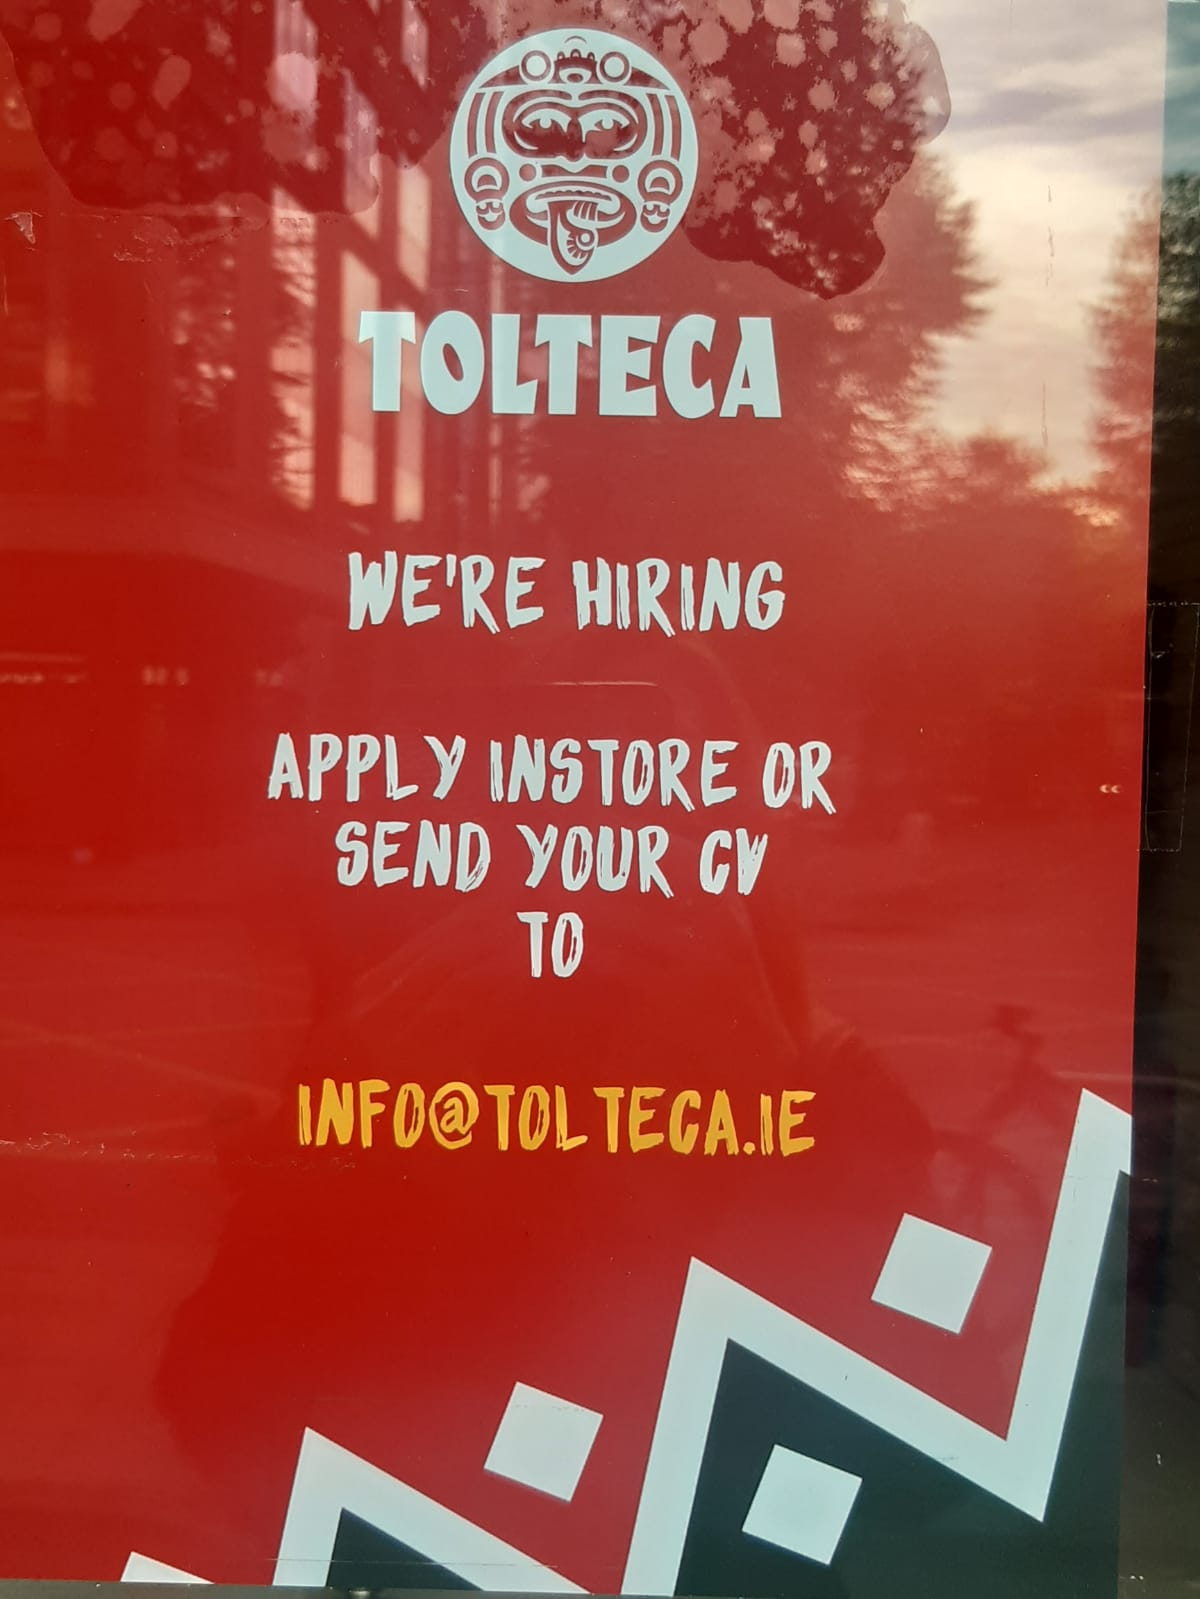 TOLTECA
WE'RE HIRING
APPLY INSTORE OR
SEND YOUR CV
TO
INFO@TOLTECA.IE